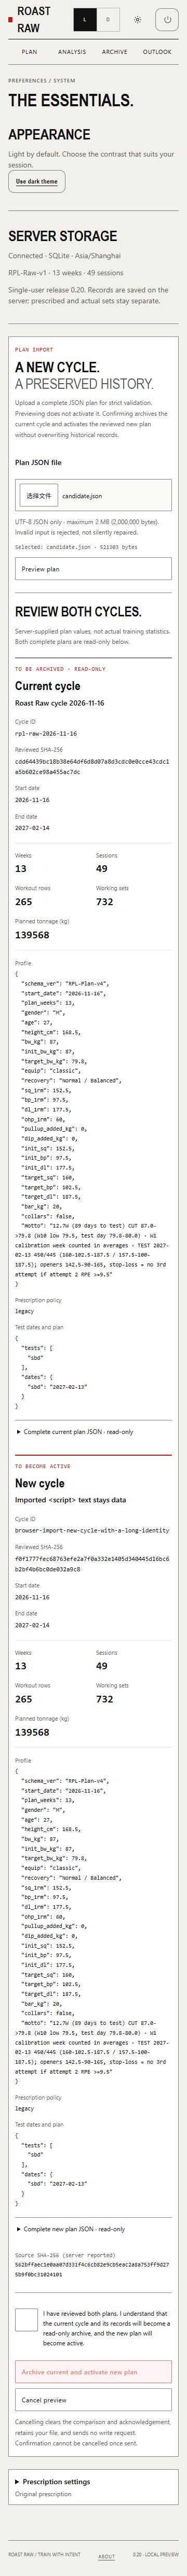 ROAST
RAW
L
D
PLAN
ANALYSIS
ARCHIVE
OUTLOOK
PREFERENCES / SYSTEM
THE ESSENTIALS.
APPEARANCE
Light by default. Choose the contrast that suits your
session.
Use dark theme
SERVER STORAGE
Connected · SQLite · Asia/Shanghai
RPL-Raw-v1 · 13 weeks · 49 sessions
Single-user release 0.20. Records are saved on the
server; prescribed and actual sets stay separate.
PLAN IMPORT
A NEW CYCLE.
A PRESERVED HISTORY.
Upload a complete JSON plan for strict validation.
Previewing does not activate it. Confirming archives the
current cycle and activates the reviewed new plan
without overwriting historical records.
Plan JSON file
选择文件 candidate.json
UTF-8 JSON only · maximum 2 MB (2,000,000 bytes).
Invalid input is rejected, not silently repaired.
Selected: candidate.json · 521303 bytes
Preview plan
REVIEW BOTH CYCLES.
Server-supplied plan values, not actual training statistics.
Both complete plans are read-only below.
TO BE ARCHIVED · READ-ONLY
Current cycle
Roast Raw cycle 2026-11-16
Cycle ID
rpl-raw-2026-11-16
Reviewed SHA-256
Start date
2026-11-16
End date
2027-02-14
Weeks
13
Sessions
49
Workout rows
265
Working sets
732
Planned tonnage (kg)
139568
Profile
{
"schema_ver": "RPL-Plan-v4",
"start_date": "2026-11-16",
"plan_weeks": 13,
"gender": "M",
"age": 27,
"height_cm": 168.5,
"bw_kg": 87,
"init_bw_kg": 87,
"target_bw_kg": 79.8,
"equip": "classic",
"recovery": "Normal / Balanced",
"sq_1rm": 152.5,
"bp_1rm": 97.5,
"dl_1rm": 177.5,
"ohp_1rm": 60,
"pullup_added_kg": 0,
"dip_added_kg": 0,
"init_sq": 152.5,
"init_bp": 97.5,
"init_dl": 177.5,
"target_sq": 160,
"target_bp": 102.5,
"target_dl": 187.5,
"bar_kg": 20,
"collars": false,
"motto": "12.7W (89 days to test) CUT 87.0-
>79.8 (W10 low 79.5, test day 79.8-80.0) · W1
calibration week counted in averages · TEST 2027-
02-13 450/445 (160-102.5-187.5 / 157.5-100-
187.5); openers 142.5-90-165, stop-loss = no 3rd
attempt if attempt 2 RPE >=9.5"
}
Prescription policy
legacy
Test dates and plan
{
"tests": [
"sbd"
],
"dates": {
"sbd": "2027-02-13"
}
}
▶ Complete current plan JSON · read-only
TO BECOME ACTIVE
New cycle
Imported <script> text stays data
Cycle ID
browser-import-new-cycle-with-a-long-identity
Reviewed SHA-256
Start date
2026-11-16
End date
2027-02-14
Weeks
13
Sessions
49
Workout rows
265
Working sets
732
Planned tonnage (kg)
139568
Profile
{
"schema_ver": "RPL-Plan-v4",
"start_date": "2026-11-16",
"plan_weeks": 13,
"gender": "M",
"age": 27,
"height_cm": 168.5,
"bw_kg": 87,
"init_bw_kg": 87,
"target_bw_kg": 79.8,
"equip": "classic",
"recovery": "Normal / Balanced",
"sq_1rm": 152.5,
"bp_1rm": 97.5,
"dl_1rm": 177.5,
"ohp_1rm": 60,
"pullup_added_kg": 0,
"dip_added_kg": 0,
"init_sq": 152.5,
"init_bp": 97.5,
"init_dl": 177.5,
"target_sq": 160,
"target_bp": 102.5,
"target_dl": 187.5,
"bar_kg": 20,
"collars": false,
"motto": "12.7W (89 days to test) CUT 87.0-
>79.8 (W10 low 79.5, test day 79.8-80.0) · W1
calibration week counted in averages · TEST 2027-
02-13 450/445 (160-102.5-187.5 / 157.5-100-
187.5); openers 142.5-90-165, stop-loss = no 3rd
attempt if attempt 2 RPE >=9.5"
}
Prescription policy
legacy
Test dates and plan
{
"tests": [
"sbd"
],
"dates": {
"sbd": "2027-02-13"
}
}
▶ Complete new plan JSON · read-only
Source SHA-256 (server reported)
I have reviewed both plans. I understand that
the current cycle and its records will become a
read-only archive, and the new plan will
become active.
Archive current and activate new plan
Cancel preview
Cancelling clears the comparison and acknowledgement,
retains your file, and sends no write request.
Confirmation cannot be cancelled once sent.
▶ Prescription settings
Original prescription
ROAST RAW / TRAIN WITH INTENT
ABOUT
0.20 · LOCAL PREVIEW